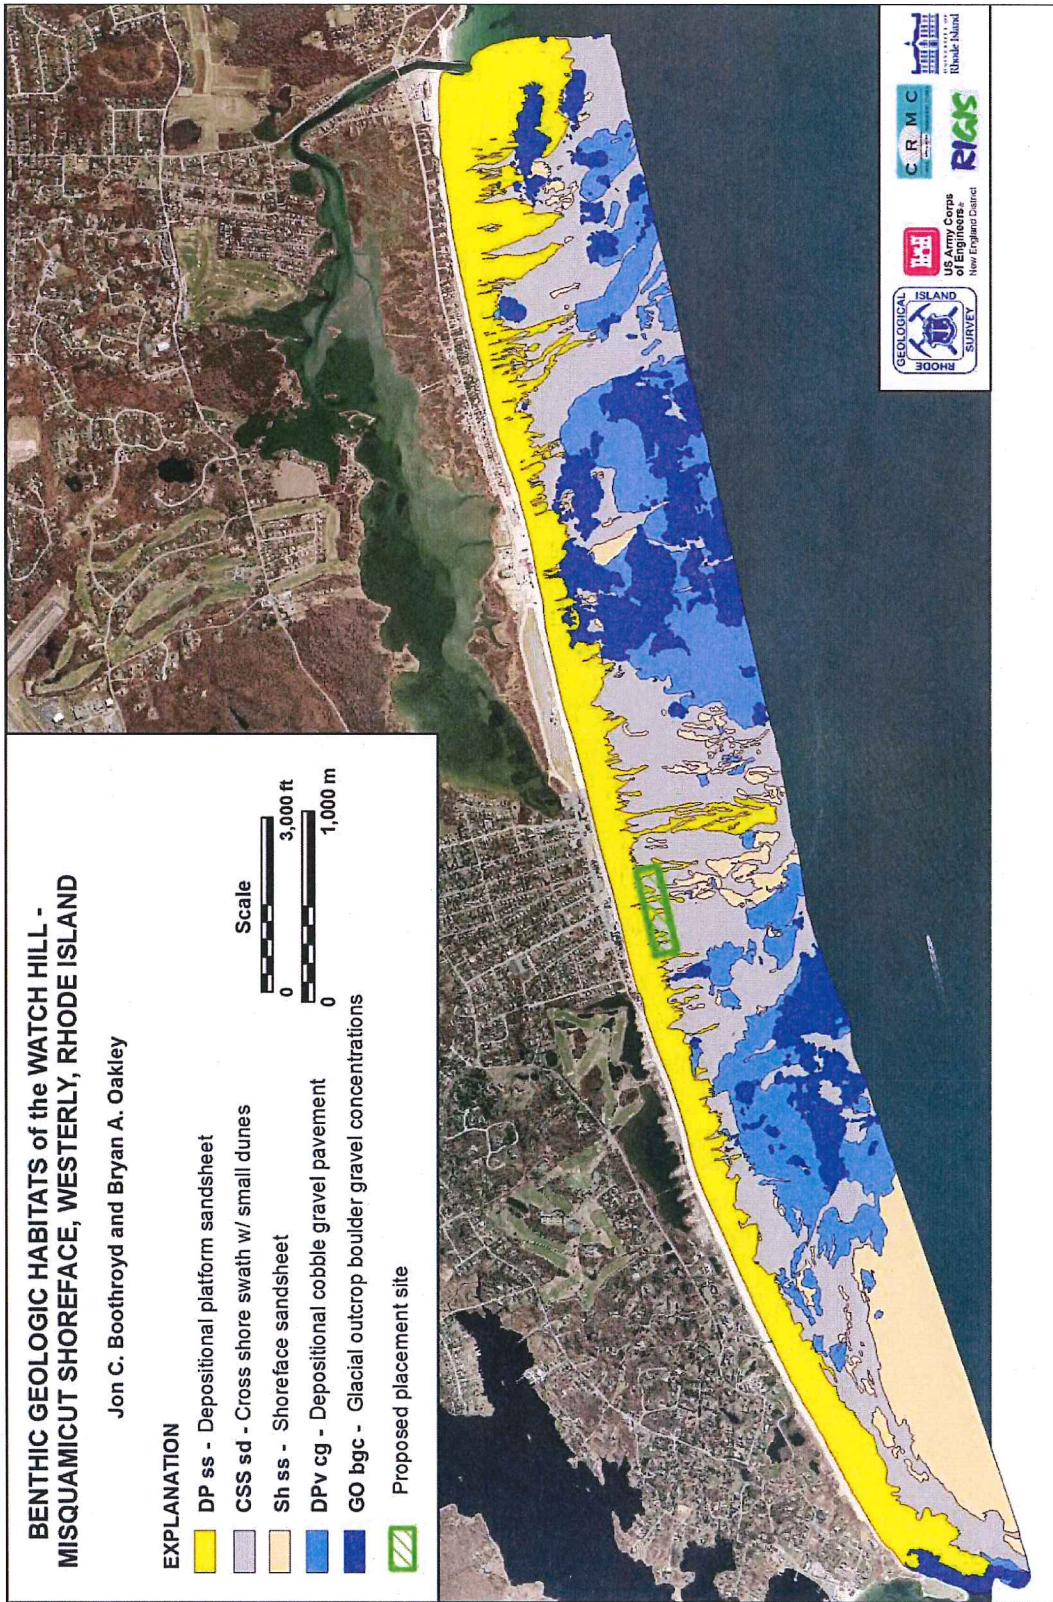 BENTHIC GEOLOGIC HABITATS of the WATCH HILL -
MISQUAMICUT SHOREFACE, WESTERLY, RHODE ISLAND
Jon C. Boothroyd and Bryan A. Oakley
EXPLANATION
DP ss - Depositional platform sandsheet
CSS sd - Cross shore swath w/ small dunes
Sh ss - Shoreface sandsheet
DPv cg - Depositional cobble gravel pavement
GO bgc - Glacial outcrop boulder gravel concentrations
Proposed placement site
Scale
0 3,000 ft
0 1,000 m
RHODE ISLAND GEOLOGICAL SURVEY
US Army Corps
of Engineers®
New England District
CRMC
RIGIS
UNIVERSITY OF
Rhode Island